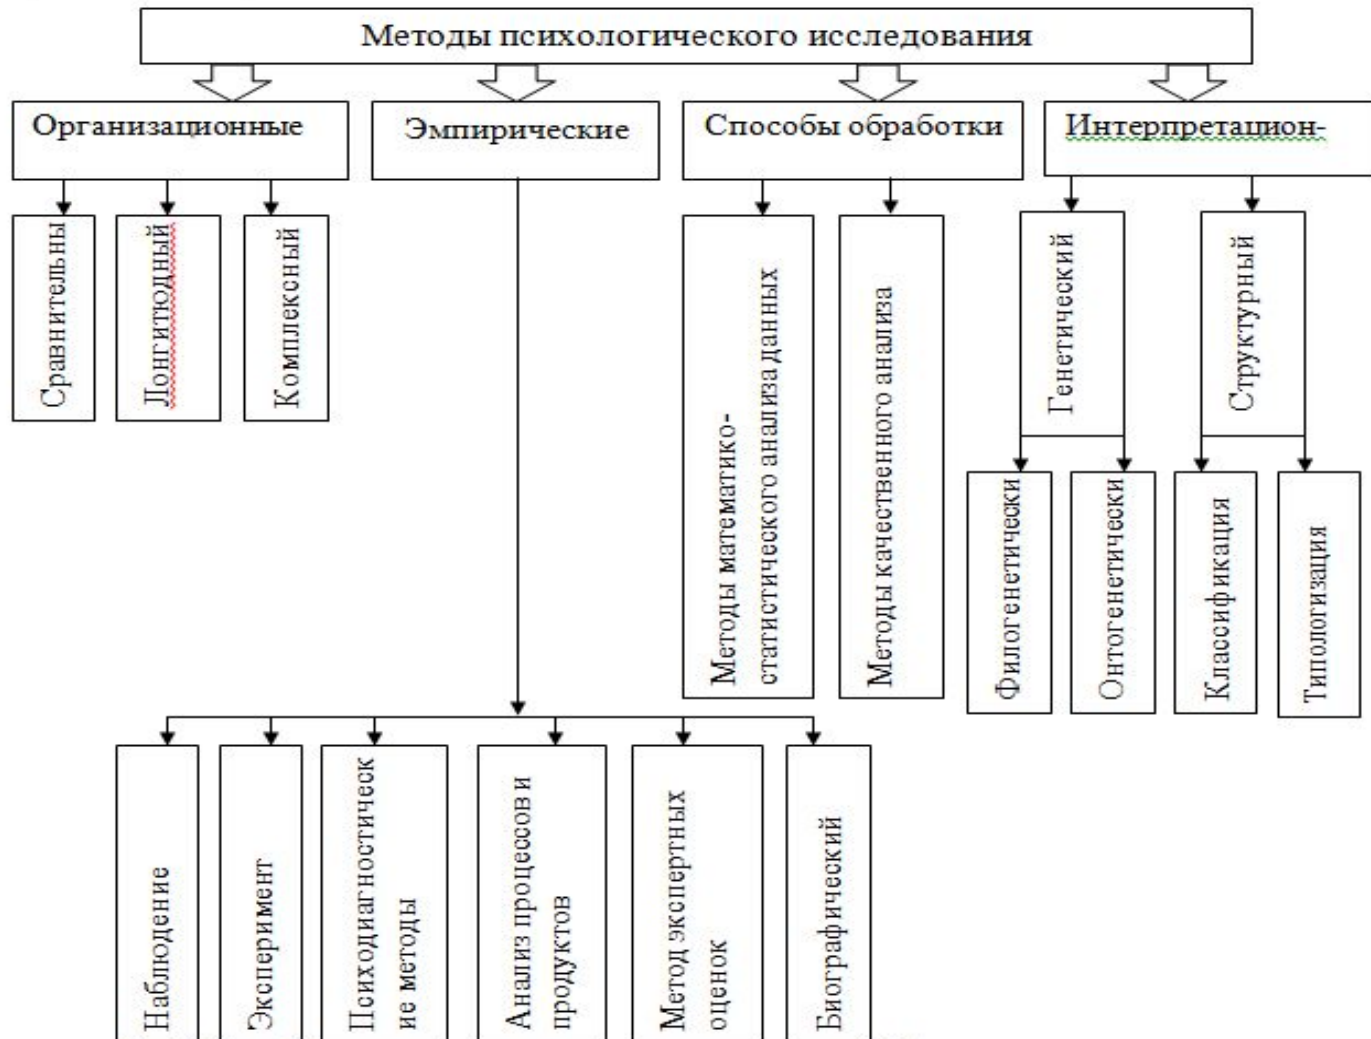 Методы психологического исследования
Организационные
Эмпирические
Способы обработки
Интерпретацион-
Сравнительны
Лонгитюдный
Комплексный
Методы математико-
статистического анализа данных
Методы качественного анализа
Генетический
Структурный
Филогенетически
Онтогенетически
Классификация
Типологизация
Наблюдение
Эксперимент
Психодиагностическ
ие методы
Анализ процессов и
продуктов
Метод экспертных
оценок
Биографический